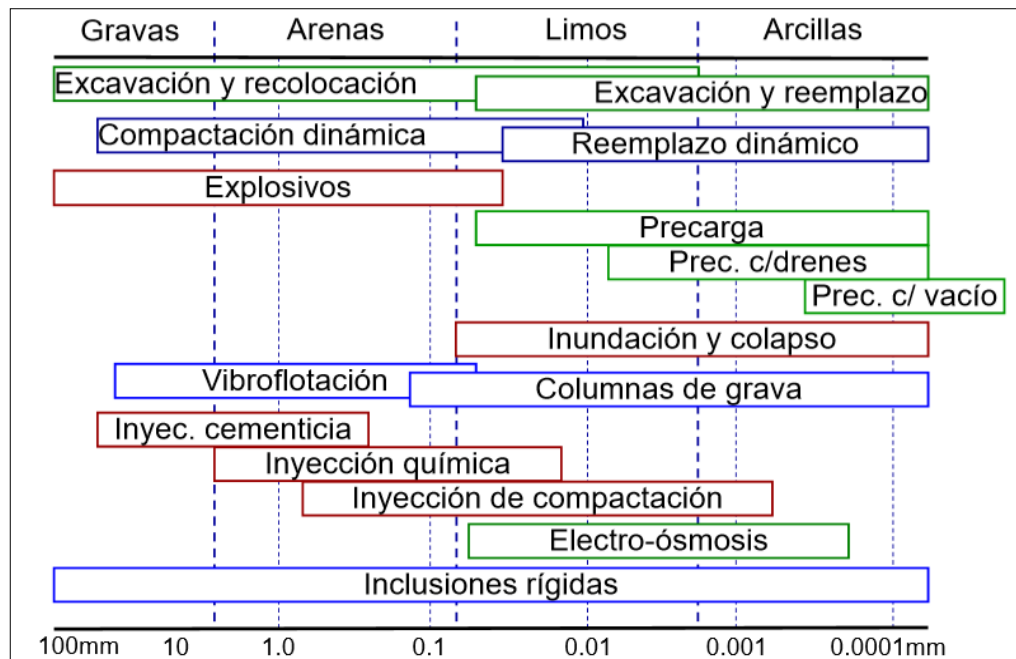 Gravas Arenas Limos Arcillas
Excavación y recolocación
Excavación y reemplazo
Compactación dinámica
Reemplazo dinámico
Explosivos
Precarga
Prec. c/drenes
Prec. c/ vacío
Inundación y colapso
Vibroflotación
Columnas de grava
Inyec. cementicia
Inyección química
Inyección de compactación
Electro-ósmosis
Inclusiones rígidas
100mm 10 1.0 0.1 0.01 0.001 0.0001mm